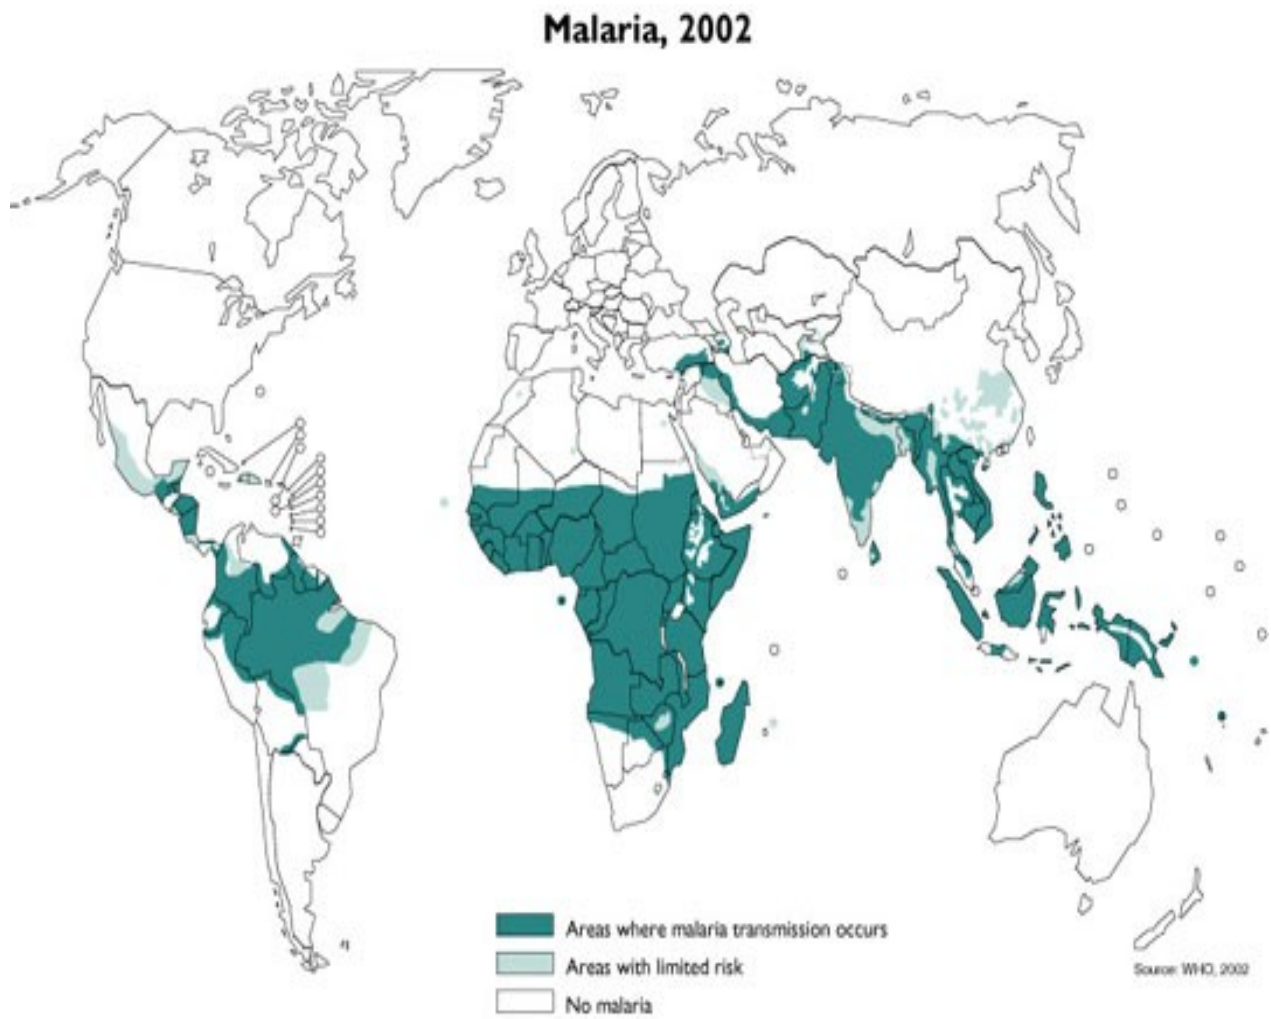 Malaria, 2002
Areas where malaria transmission occurs
Areas with limited risk
No malaria
Source: WHO, 2002